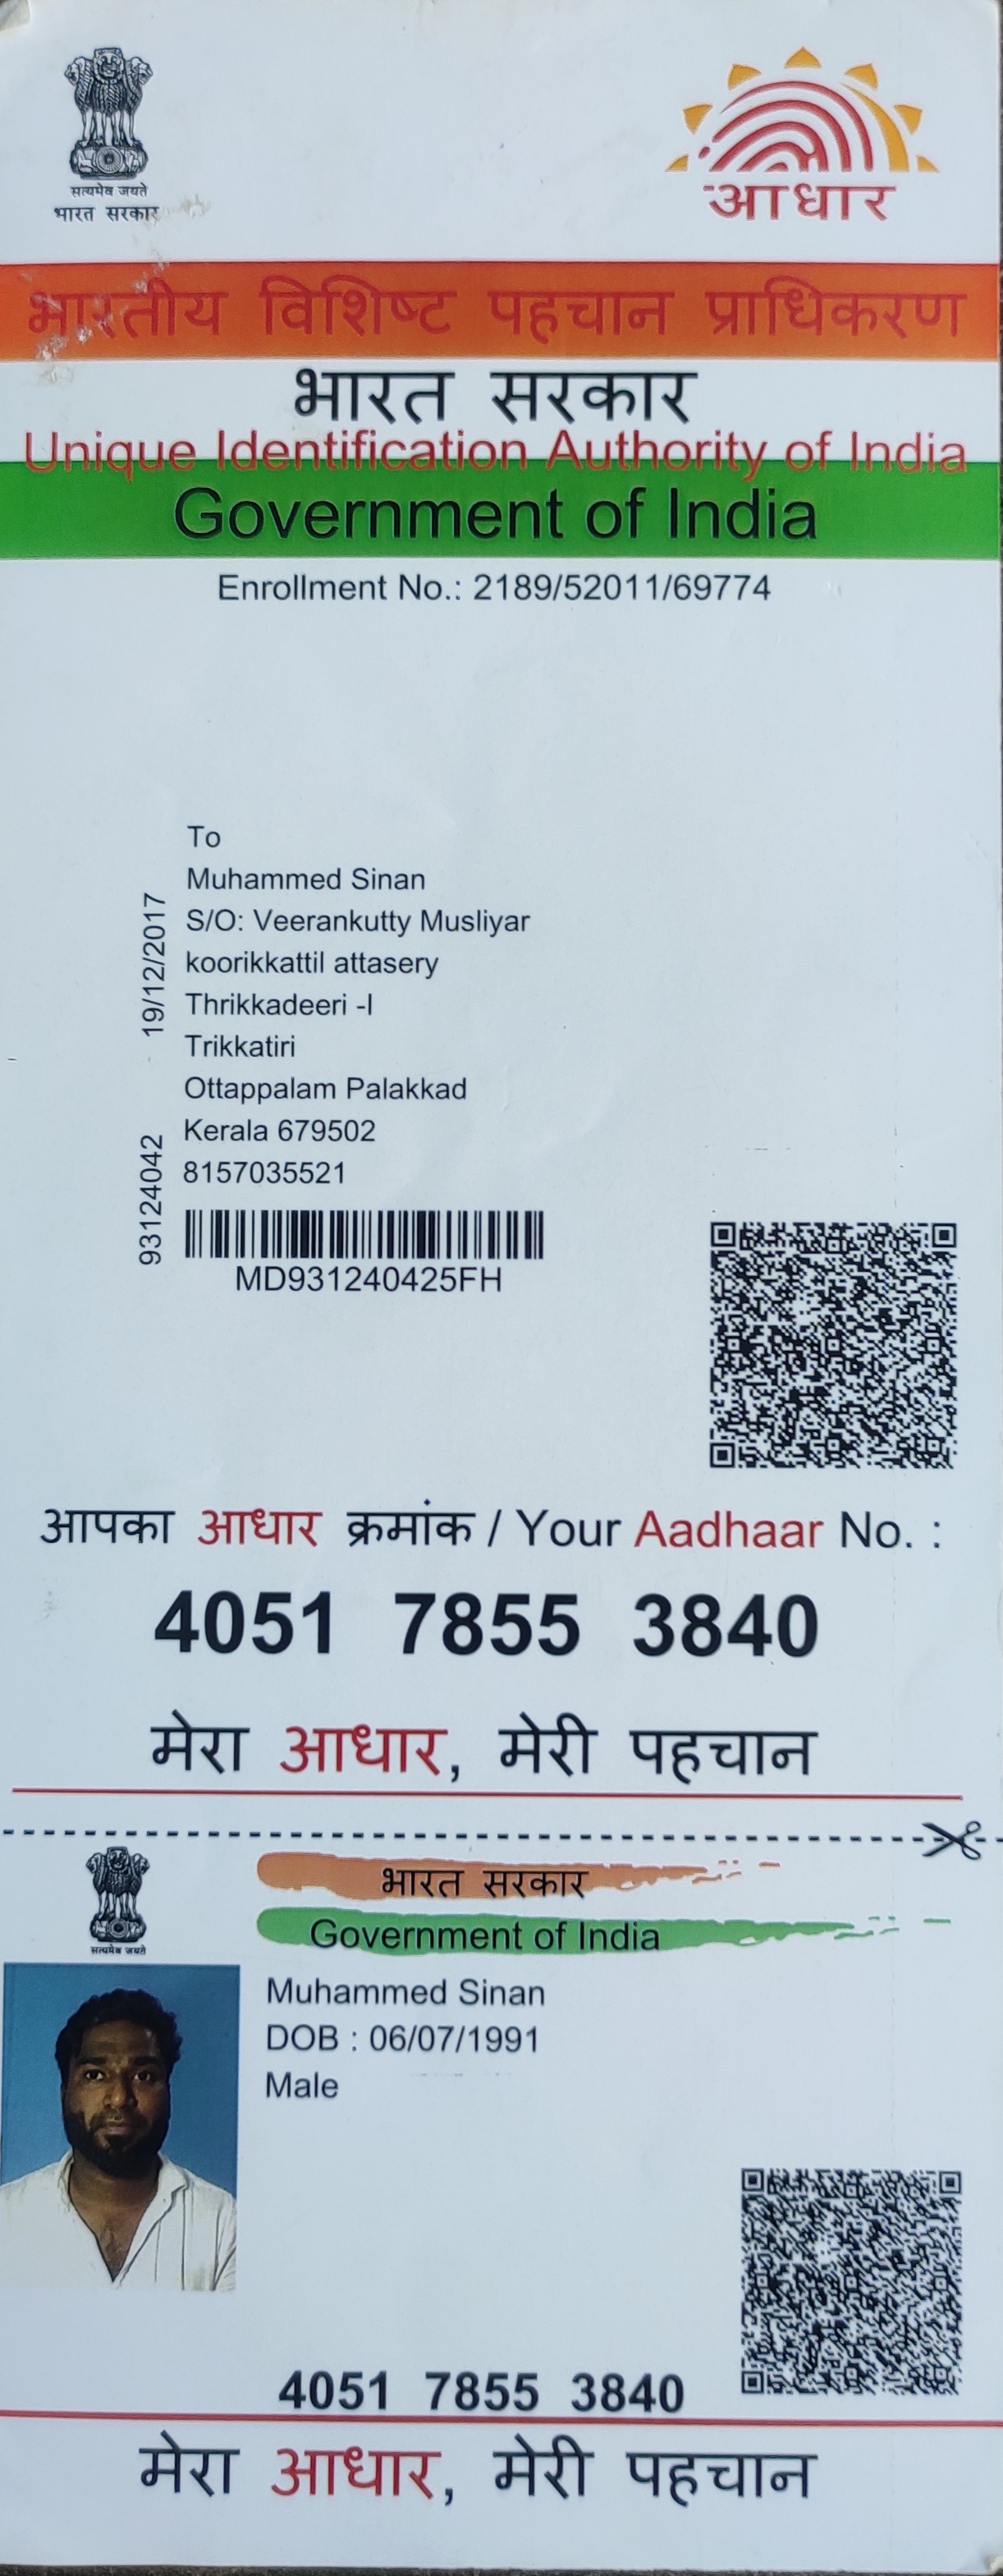 सत्यमेव जयते
भारत सरकार
आधार
भारतीय विशिष्ट पहचान प्राधिकरण
भारत सरकार
Unique Identification Authority of India
Government of India
Enrollment No.: 2189/52011/69774
To
Muhammed Sinan
S/O: Veerankutty Musliyar
koorikkattil attasery
Thrikkadeeri -I
Trikkatiri
Ottappalam Palakkad
Kerala 679502
8157035521
19/12/2017
93124042
MD931240425FH
आपका आधार क्रमांक / Your Aadhaar No. :
4051 7855 3840
मेरा आधार, मेरी पहचान
सत्यमेव जयते
भारत सरकार
Government of India
Muhammed Sinan
DOB : 06/07/1991
Male
4051 7855 3840
मेरा आधार, मेरी पहचान